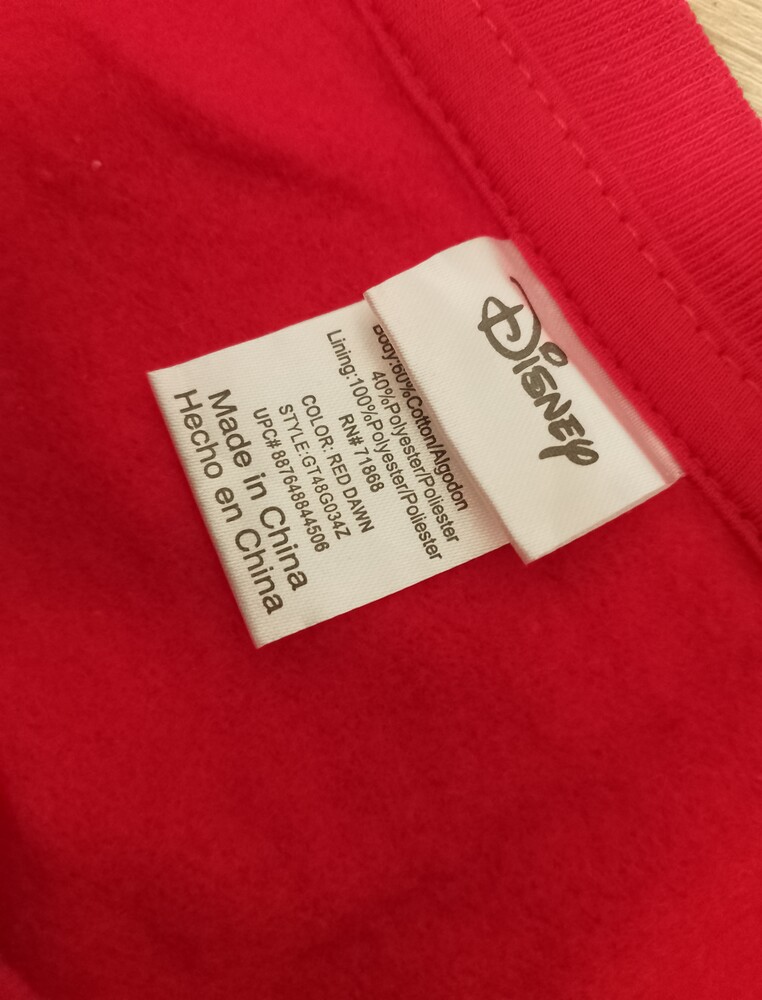 Disney
Body:60%Cotton/Algodon
40%Polyester/Poliester
Lining:100%Polyester/Poliester
RN# 71868
COLOR: RED DAWN
STYLE:GT48G034Z
UPC# 887648844506
Made in China
Hecho en China